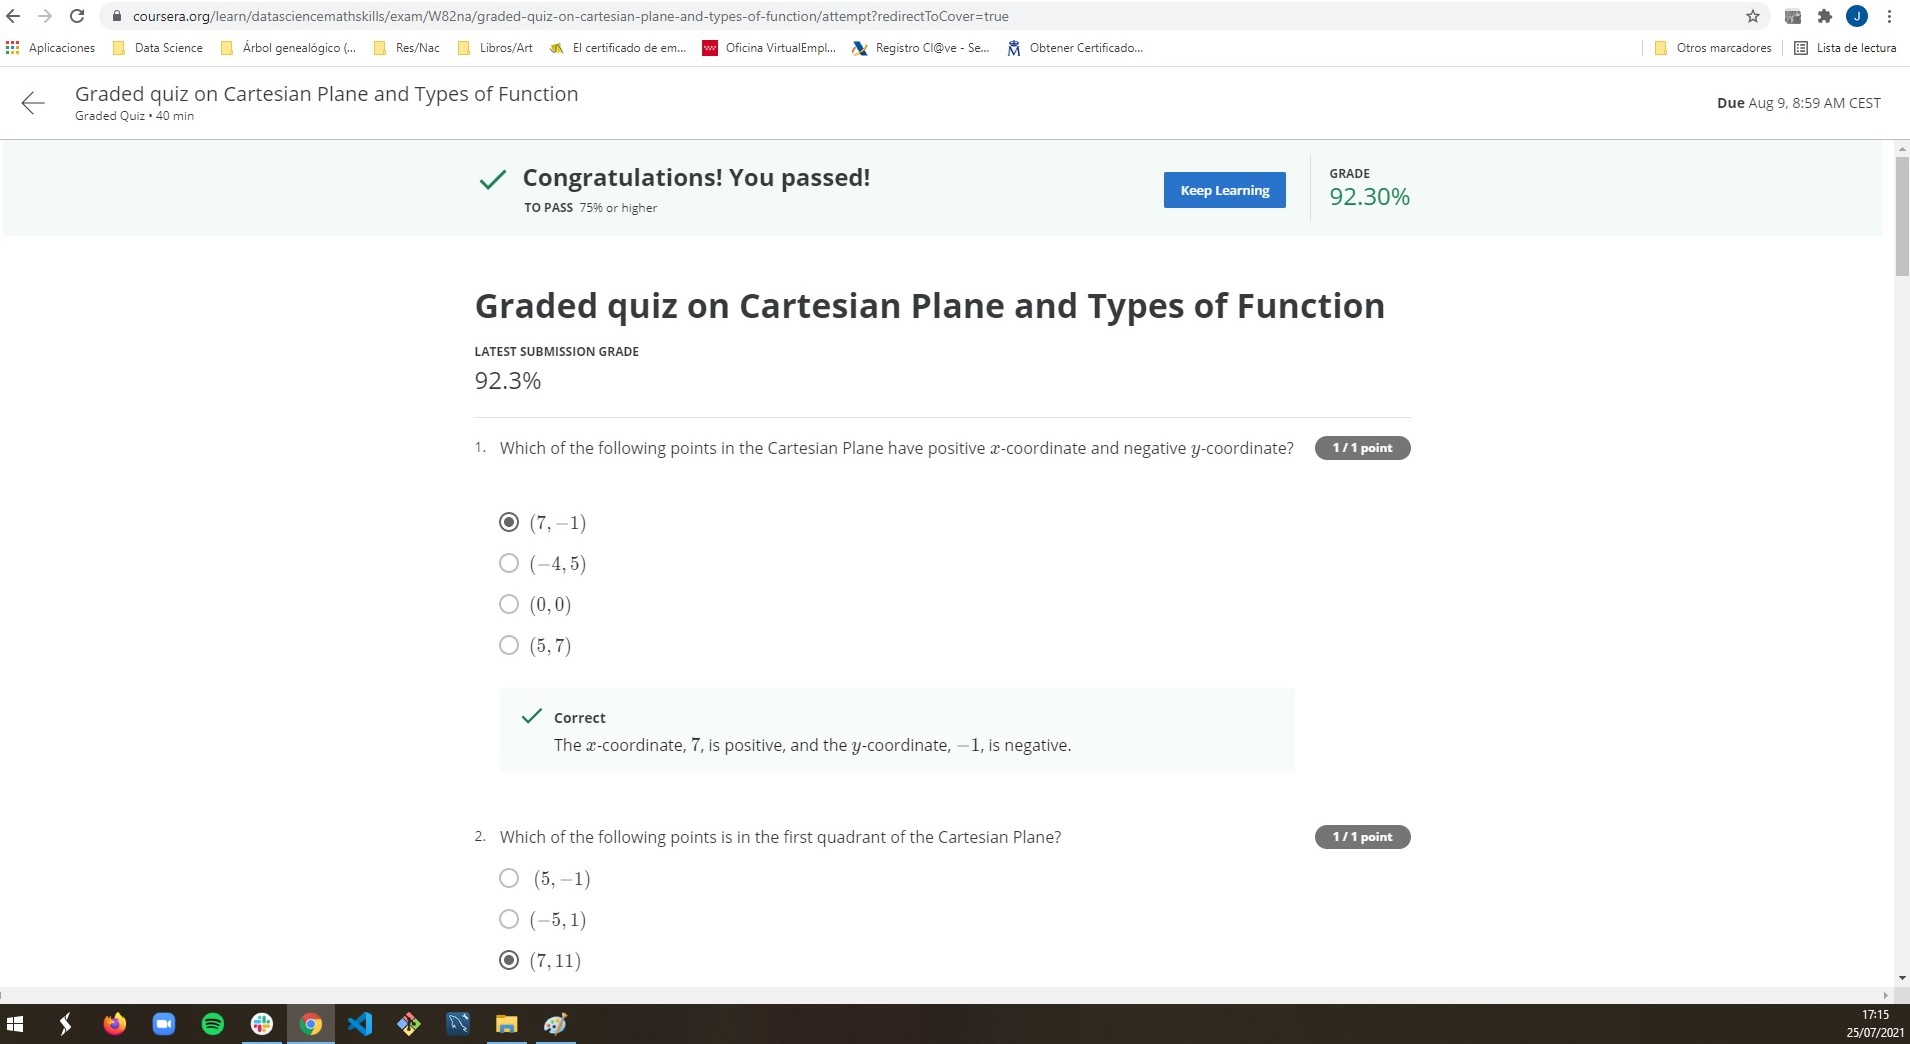 coursera.org/learn/datasciencemathskills/exam/W82na/graded-quiz-on-cartesian-plane-and-types-of-function/attempt?redirectToCover=true
J
Aplicaciones Data Science Árbol genealógico (... Res/Nac Libros/Art El certificado de em... Oficina VirtualEmpl... Registro Cl@ve - Se... Obtener Certificado... Otros marcadores Lista de lectura
Graded quiz on Cartesian Plane and Types of Function
Graded Quiz • 40 min
Due Aug 9, 8:59 AM CEST
Congratulations! You passed!
TO PASS 75% or higher
Keep Learning
GRADE
92.30%
Graded quiz on Cartesian Plane and Types of Function
LATEST SUBMISSION GRADE
92.3%
1. Which of the following points in the Cartesian Plane have positive x-coordinate and negative y-coordinate? 1 / 1 point
(7, −1)
(−4, 5)
(0, 0)
(5, 7)
Correct
The x-coordinate, 7, is positive, and the y-coordinate, −1, is negative.
2. Which of the following points is in the first quadrant of the Cartesian Plane? 1 / 1 point
(5, −1)
(−5, 1)
(7, 11)
17:15
25/07/2021